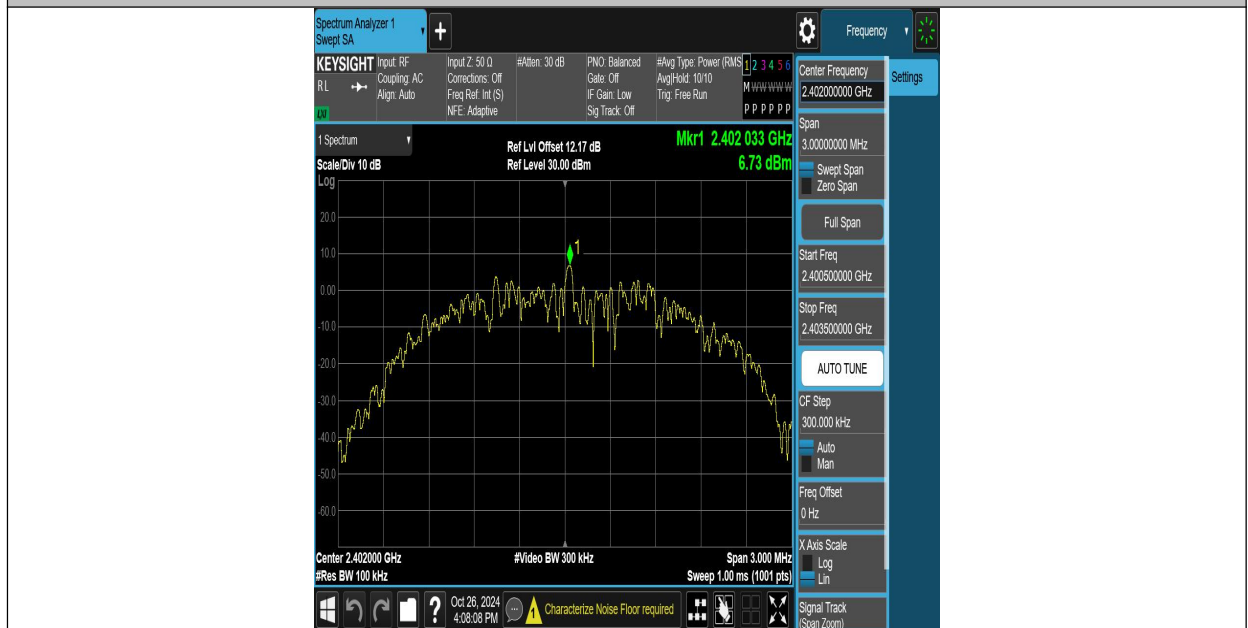 Spectrum Analyzer 1
Swept SA
+
Frequency
KEYSIGHT
RL
Input: RF
Coupling: AC
Align: Auto
Input Z: 50 Ω
Corrections: Off
Freq Ref: Int (S)
NFE: Adaptive
#Atten: 30 dB
PNO: Balanced
Gate: Off
IF Gain: Low
Sig Track: Off
#Avg Type: Power (RMS
Avg|Hold: 10/10
Trig: Free Run
1 2 3 4 5 6
M W W W W W
P P P P P P
1 Spectrum
Scale/Div 10 dB
Ref Lvl Offset 12.17 dB
Ref Level 30.00 dBm
Mkr1 2.402 033 GHz
6.73 dBm
Log
20.0
10.0
0.00
-10.0
-20.0
-30.0
-40.0
-50.0
-60.0
1
Center 2.402000 GHz
#Res BW 100 kHz
#Video BW 300 kHz
Span 3.000 MHz
Sweep 1.00 ms (1001 pts)
Center Frequency
2.402000000 GHz
Settings
Span
3.00000000 MHz
Swept Span
Zero Span
Full Span
Start Freq
2.400500000 GHz
Stop Freq
2.403500000 GHz
AUTO TUNE
CF Step
300.000 kHz
Auto
Man
Freq Offset
0 Hz
X Axis Scale
Log
Lin
Signal Track
(Span Zoom)
?
Oct 26, 2024
4:08:08 PM
Characterize Noise Floor required